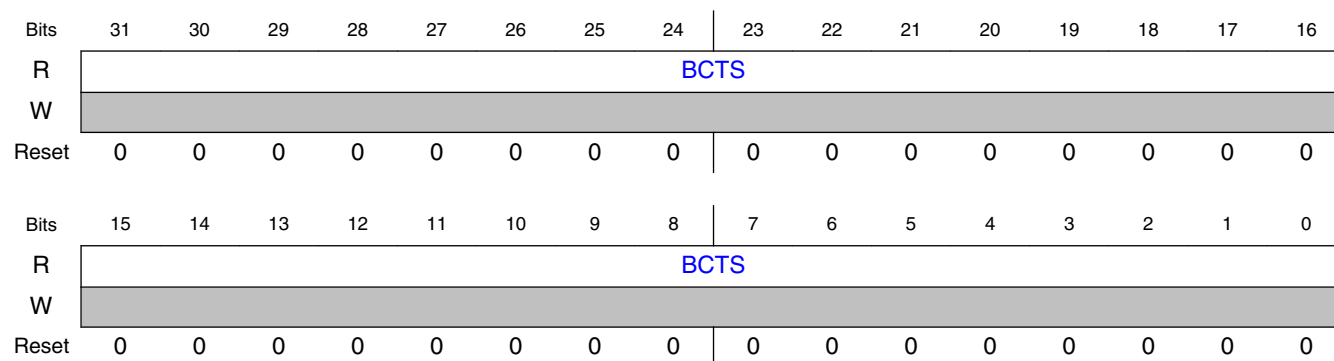 Bits 31 30 29 28 27 26 25 24 23 22 21 20 19 18 17 16
R BCTS
W
Reset 0 0 0 0 0 0 0 0 0 0 0 0 0 0 0 0
Bits 15 14 13 12 11 10 9 8 7 6 5 4 3 2 1 0
R BCTS
W
Reset 0 0 0 0 0 0 0 0 0 0 0 0 0 0 0 0